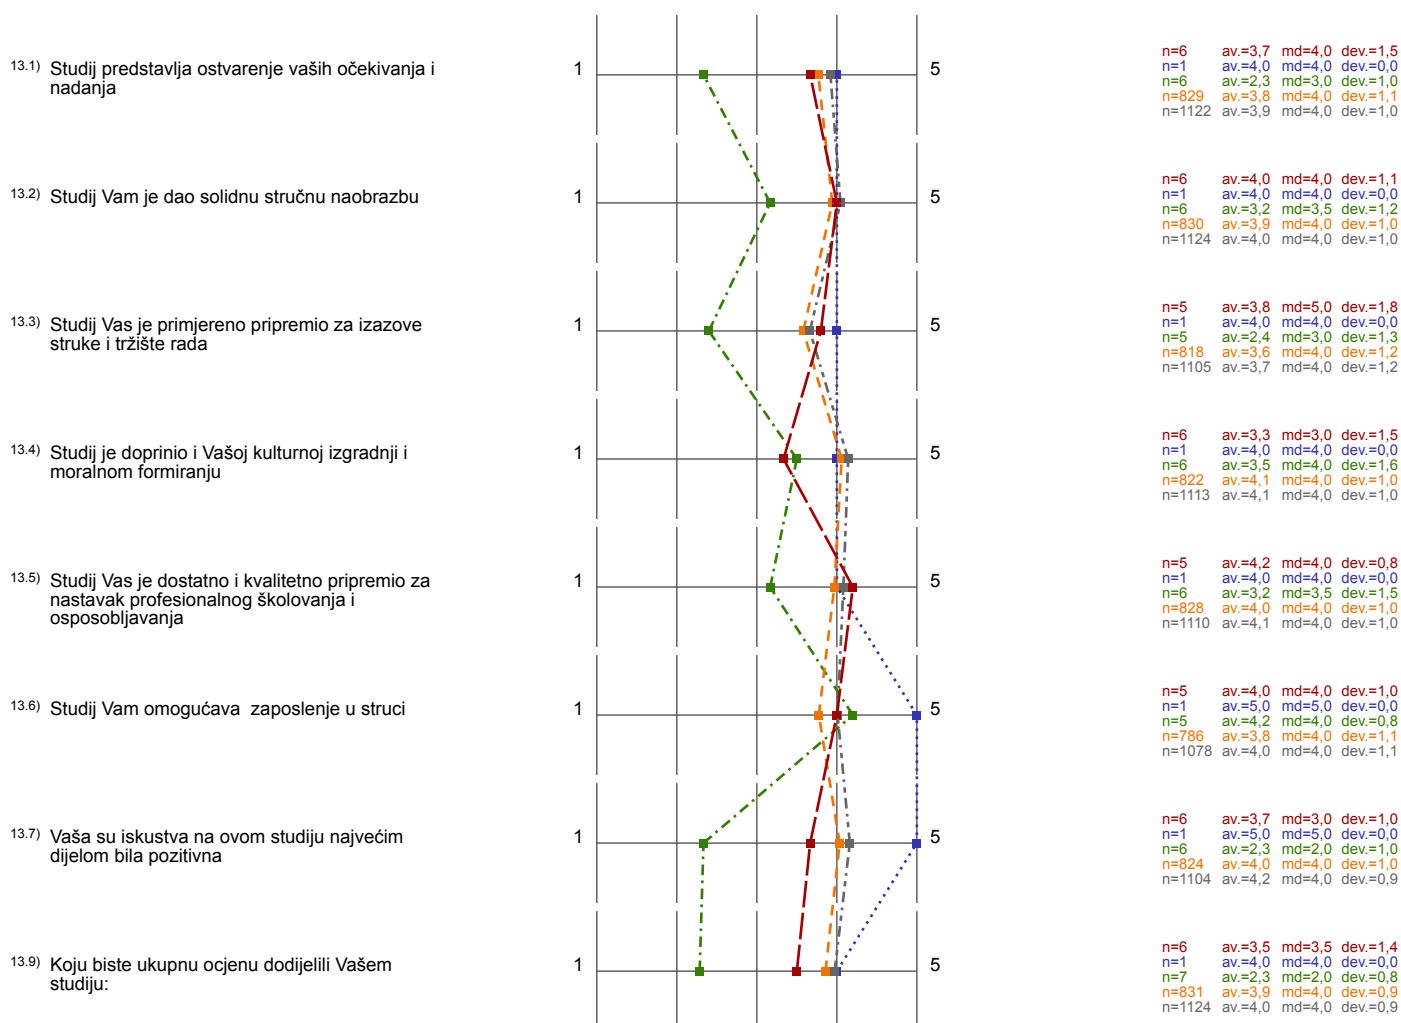 13.1) Studij predstavlja ostvarenje vaših očekivanja i
nadanja
1
5
n=6 av.=3,7 md=4,0 dev.=1,5
n=1 av.=4,0 md=4,0 dev.=0,0
n=6 av.=2,3 md=3,0 dev.=1,0
n=829 av.=3,8 md=4,0 dev.=1,1
n=1122 av.=3,9 md=4,0 dev.=1,0
13.2) Studij Vam je dao solidnu stručnu naobrazbu
1
5
n=6 av.=4,0 md=4,0 dev.=1,1
n=1 av.=4,0 md=4,0 dev.=0,0
n=6 av.=3,2 md=3,5 dev.=1,2
n=830 av.=3,9 md=4,0 dev.=1,0
n=1124 av.=4,0 md=4,0 dev.=1,0
13.3) Studij Vas je primjereno pripremio za izazove
struke i tržište rada
1
5
n=5 av.=3,8 md=5,0 dev.=1,8
n=1 av.=4,0 md=4,0 dev.=0,0
n=5 av.=2,4 md=3,0 dev.=1,3
n=818 av.=3,6 md=4,0 dev.=1,2
n=1105 av.=3,7 md=4,0 dev.=1,2
13.4) Studij je doprinio i Vašoj kulturnoj izgradnji i
moralnom formiranju
1
5
n=6 av.=3,3 md=3,0 dev.=1,5
n=1 av.=4,0 md=4,0 dev.=0,0
n=6 av.=3,5 md=4,0 dev.=1,6
n=822 av.=4,1 md=4,0 dev.=1,0
n=1113 av.=4,1 md=4,0 dev.=1,0
13.5) Studij Vas je dostatno i kvalitetno pripremio za
nastavak profesionalnog školovanja i
osposobljavanja
1
5
n=5 av.=4,2 md=4,0 dev.=0,8
n=1 av.=4,0 md=4,0 dev.=0,0
n=6 av.=3,2 md=3,5 dev.=1,5
n=828 av.=4,0 md=4,0 dev.=1,0
n=1110 av.=4,1 md=4,0 dev.=1,0
13.6) Studij Vam omogućava zaposlenje u struci
1
5
n=5 av.=4,0 md=4,0 dev.=1,0
n=1 av.=5,0 md=5,0 dev.=0,0
n=5 av.=4,2 md=4,0 dev.=0,8
n=786 av.=3,8 md=4,0 dev.=1,1
n=1078 av.=4,0 md=4,0 dev.=1,1
13.7) Vaša su iskustva na ovom studiju najvećim
dijelom bila pozitivna
1
5
n=6 av.=3,7 md=3,0 dev.=1,0
n=1 av.=5,0 md=5,0 dev.=0,0
n=6 av.=2,3 md=2,0 dev.=1,0
n=824 av.=4,0 md=4,0 dev.=1,0
n=1104 av.=4,2 md=4,0 dev.=0,9
13.9) Koju biste ukupnu ocjenu dodijelili Vašem
studiju:
1
5
n=6 av.=3,5 md=3,5 dev.=1,4
n=1 av.=4,0 md=4,0 dev.=0,0
n=7 av.=2,3 md=2,0 dev.=0,8
n=831 av.=3,9 md=4,0 dev.=0,9
n=1124 av.=4,0 md=4,0 dev.=0,9